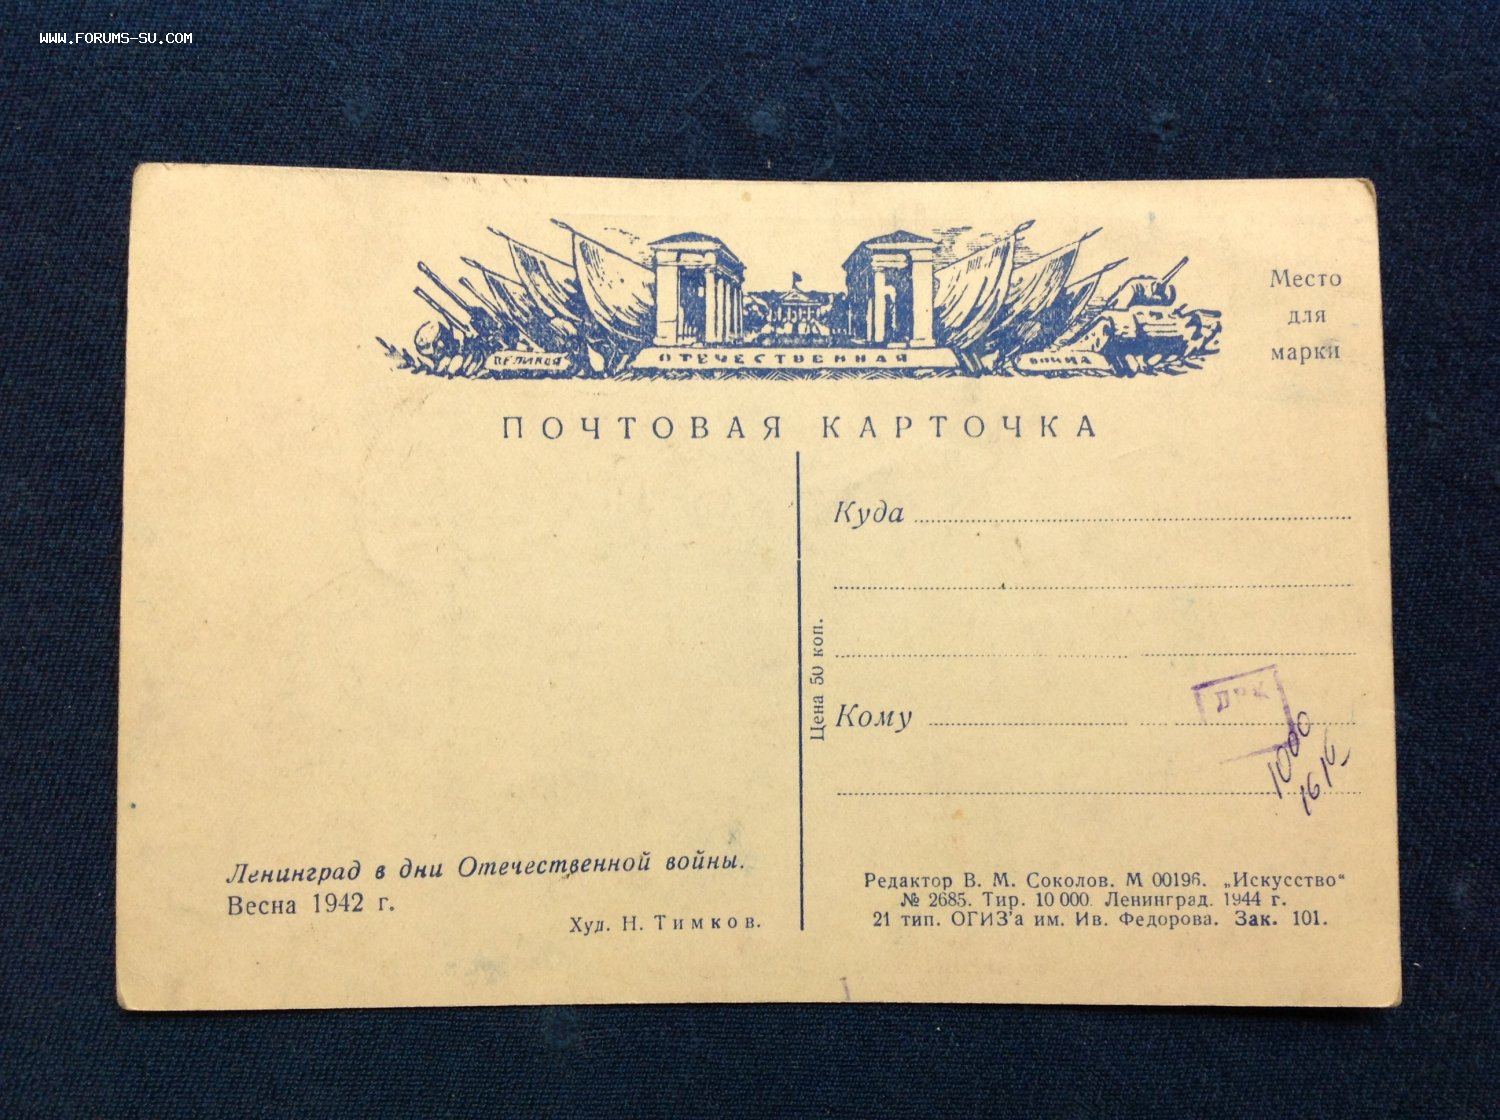 WWW.FORUMS-SU.COM
ВЕЛИКАЯ ОТЕЧЕСТВЕННАЯ ВОЙНА
Место
для
марки
ПОЧТОВАЯ КАРТОЧКА
Куда
Цена 50 коп.
Кому
1000
1616
Ленинград в дни Отечественной войны.
Весна 1942 г.
Худ. Н. Тимков.
Редактор В. М. Соколов. М 00196. „Искусство“
№ 2685. Тир. 10 000. Ленинград. 1944 г.
21 тип. ОГИЗ'а им. Ив. Федорова. Зак. 101.